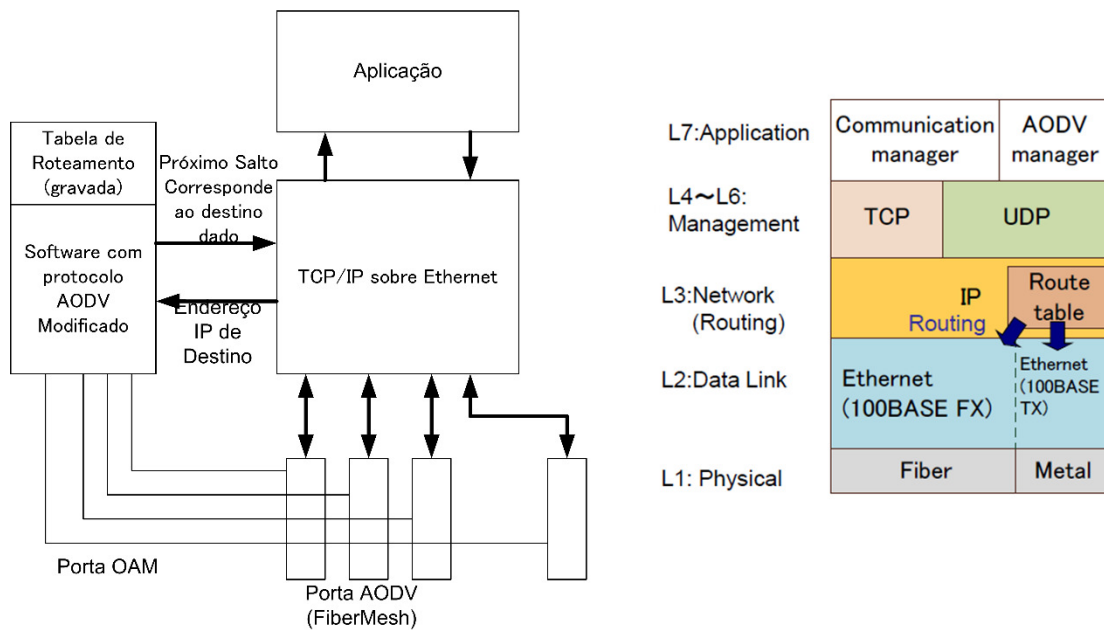 Aplicação
Tabela de
Roteamento
(gravada)
Próximo Salto
Corresponde
ao destino
dado
Software com
protocolo
AODV
Modificado
TCP/IP sobre Ethernet
Endereço
IP de
Destino
Porta OAM
Porta AODV
(FiberMesh)
L7:Application
Communication
manager
AODV
manager
L4～L6:
Management
TCP
UDP
L3:Network
(Routing)
IP
Routing
Route
table
L2:Data Link
Ethernet
(100BASE FX)
Ethernet
(100BASE
TX)
L1: Physical
Fiber
Metal